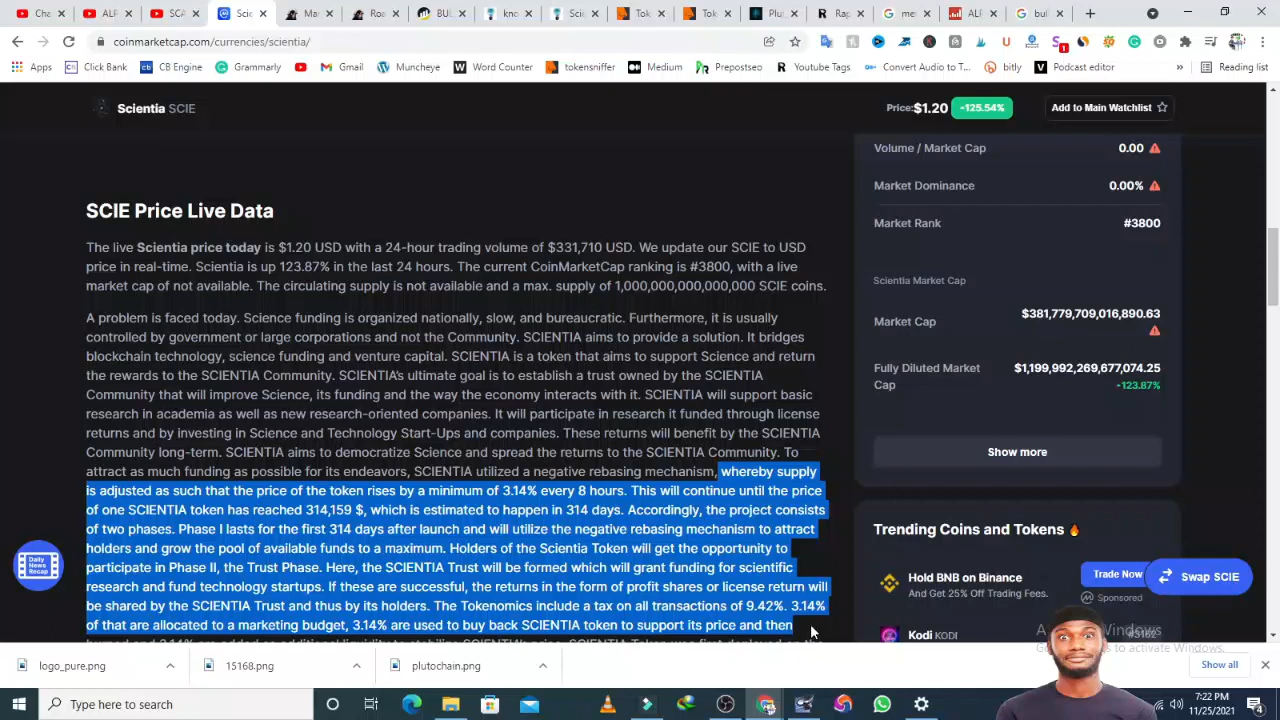 Che
ALF
SCA
Scie
Mar
Roa
BUL
kno
Scie
Tok
Tok
Plut
Rap
me
ALF
bul
coinmarketcap.com/currencies/scientia/
Apps
Click Bank
CB Engine
Grammarly
Gmail
Muncheye
Word Counter
tokensniffer
Medium
Prepostseo
Youtube Tags
Convert Audio to T...
bitly
Podcast editor
»
Reading list
Scientia SCIE
Price:$1.20
125.54%
Add to Main Watchlist
Volume / Market Cap
0.00
Market Dominance
0.00%
Market Rank
#3800
SCIE Price Live Data
The live Scientia price today is $1.20 USD with a 24-hour trading volume of $331,710 USD. We update our SCIE to USD
price in real-time. Scientia is up 123.87% in the last 24 hours. The current CoinMarketCap ranking is #3800, with a live
market cap of not available. The circulating supply is not available and a max. supply of 1,000,000,000,000,000 SCIE coins.
A problem is faced today. Science funding is organized nationally, slow, and bureaucratic. Furthermore, it is usually
controlled by government or large corporations and not the Community. SCIENTIA aims to provide a solution. It bridges
blockchain technology, science funding and venture capital. SCIENTIA is a token that aims to support Science and return
the rewards to the SCIENTIA Community. SCIENTIA's ultimate goal is to establish a trust owned by the SCIENTIA
Community that will improve Science, its funding and the way the economy interacts with it. SCIENTIA will support basic
research in academia as well as new research-oriented companies. It will participate in research it funded through license
returns and by investing in Science and Technology Start-Ups and companies. These returns will benefit by the SCIENTIA
Community long-term. SCIENTIA aims to democratize Science and spread the returns to the SCIENTIA Community. To
attract as much funding as possible for its endeavors, SCIENTIA utilized a negative rebasing mechanism, whereby supply
is adjusted as such that the price of the token rises by a minimum of 3.14% every 8 hours. This will continue until the price
of one SCIENTIA token has reached 314,159 $, which is estimated to happen in 314 days. Accordingly, the project consists
of two phases. Phase I lasts for the first 314 days after launch and will utilize the negative rebasing mechanism to attract
holders and grow the pool of available funds to a maximum. Holders of the Scientia Token will get the opportunity to
participate in Phase II, the Trust Phase. Here, the SCIENTIA Trust will be formed which will grant funding for scientific
research and fund technology startups. If these are successful, the returns in the form of profit shares or license return will
be shared by the SCIENTIA Trust and thus by its holders. The Tokenomics include a tax on all transactions of 9.42%. 3.14%
of that are allocated to a marketing budget, 3.14% are used to buy back SCIENTIA token to support its price and then
Scientia Market Cap
Market Cap
$381,779,709,016,890.63
Fully Diluted Market
Cap
$1,199,992,269,677,074.25
-123.87%
Show more
Trending Coins and Tokens
Hold BNB on Binance
And Get 25% Off Trading Fees.
Trade Now
Sponsored
Swap SCIE
Kodi KODI
Daily
News
Recap
logo_pure.png
15168.png
plutochain.png
Show all
Type here to search
7:22 PM
11/25/2021
4